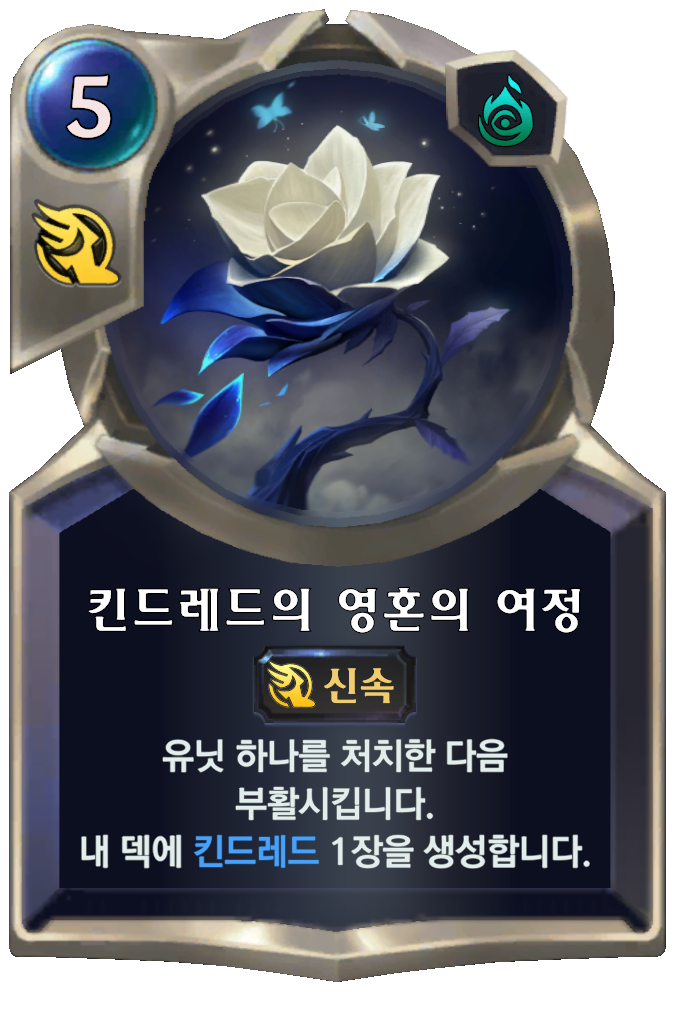 5
킨드레드의 영혼의 여정
신속
유닛 하나를 처치한 다음
부활시킵니다.
내 덱에 킨드레드 1장을 생성합니다.